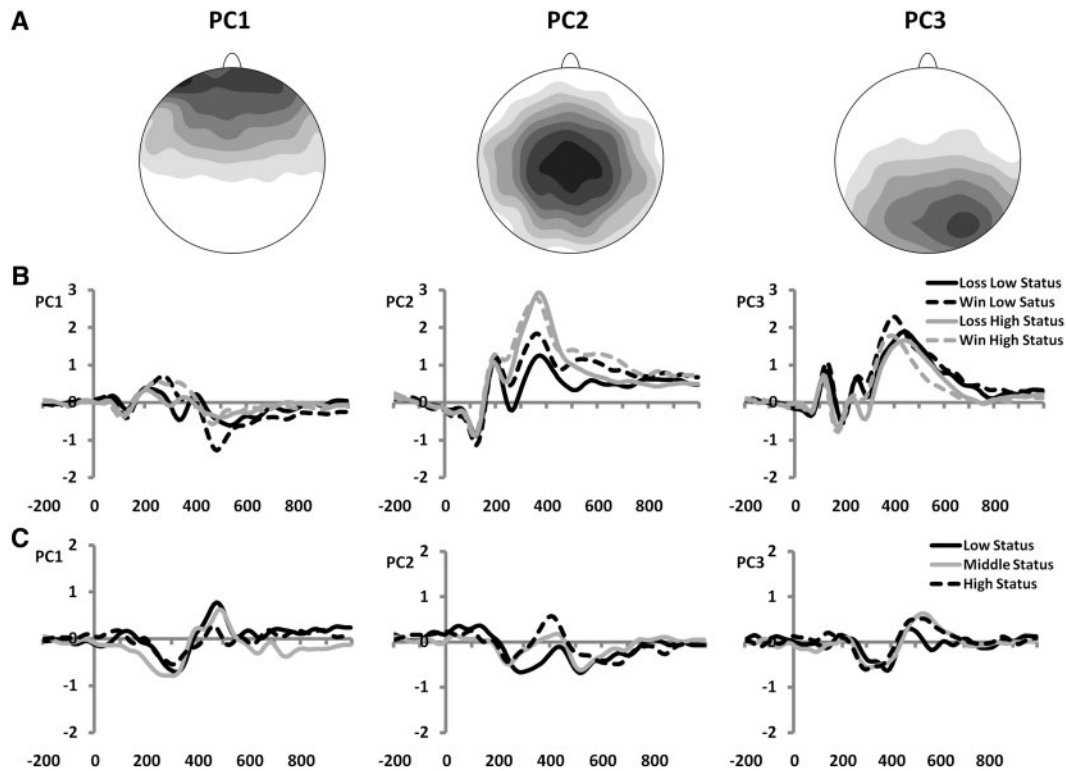 A PC1 PC2 PC3
B
PC1 3 2 1 0 -1 -2
-200 0 200 400 600 800
PC2 3 2 1 0 -1 -2
-200 0 200 400 600 800
PC3 3 2 1 0 -1 -2
-200 0 200 400 600 800
Loss Low Status
Win Low Satus
Loss High Status
Win High Status
C
PC1 2 1 0 -1 -2
-200 0 200 400 600 800
PC2 2 1 0 -1 -2
-200 0 200 400 600 800
PC3 2 1 0 -1 -2
-200 0 200 400 600 800
Low Status
Middle Status
High Status